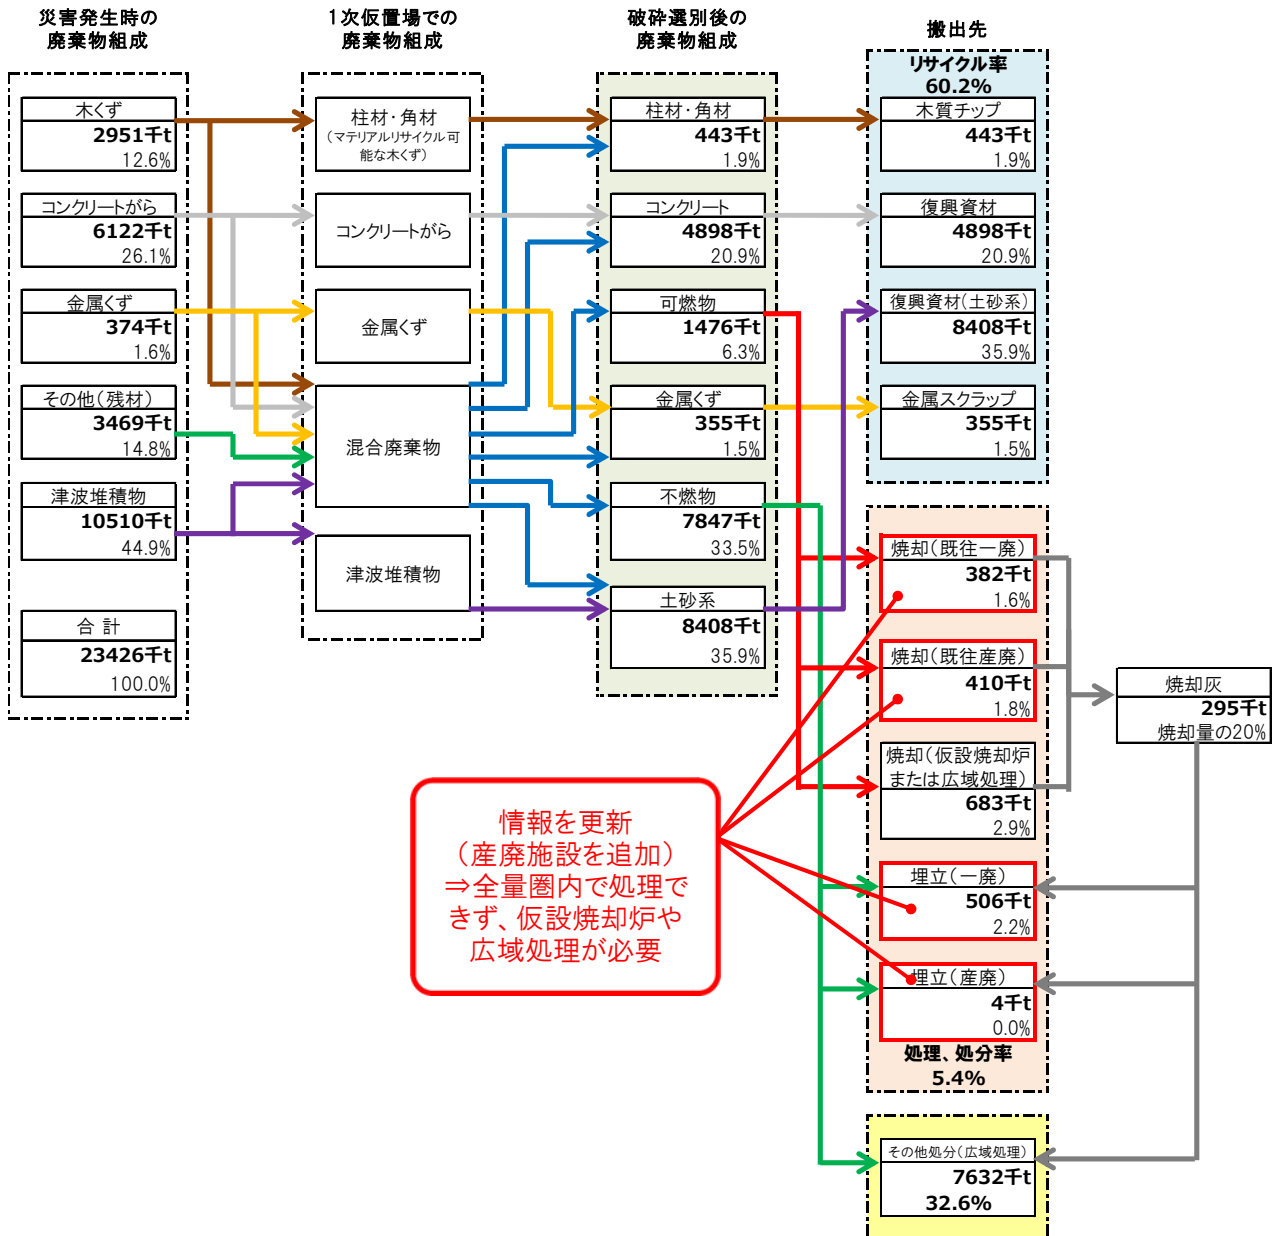 災害発生時の
廃棄物組成
木くず
2951千t
12.6%
コンクリートがら
6122千t
26.1%
金属くず
374千t
1.6%
その他(残材)
3469千t
14.8%
津波堆積物
10510千t
44.9%
合 計
23426千t
100.0%
1次仮置場での
廃棄物組成
柱材・角材
(マテリアルリサイクル可
能な木くず)
コンクリートがら
金属くず
混合廃棄物
津波堆積物
破砕選別後の
廃棄物組成
柱材・角材
443千t
1.9%
コンクリート
4898千t
20.9%
可燃物
1476千t
6.3%
金属くず
355千t
1.5%
不燃物
7847千t
33.5%
土砂系
8408千t
35.9%
搬出先
リサイクル率
60.2%
木質チップ
443千t
1.9%
復興資材
4898千t
20.9%
復興資材(土砂系)
8408千t
35.9%
金属スクラップ
355千t
1.5%
焼却(既往一廃)
382千t
1.6%
焼却(既往産廃)
410千t
1.8%
焼却(仮設焼却炉
または広域処理)
683千t
2.9%
埋立(一廃)
506千t
2.2%
埋立(産廃)
4千t
0.0%
処理、処分率
5.4%
その他処分(広域処理)
7632千t
32.6%
焼却灰
295千t
焼却量の20%
情報を更新
(産廃施設を追加)
⇒全量圏内で処理で
きず、仮設焼却炉や
広域処理が必要